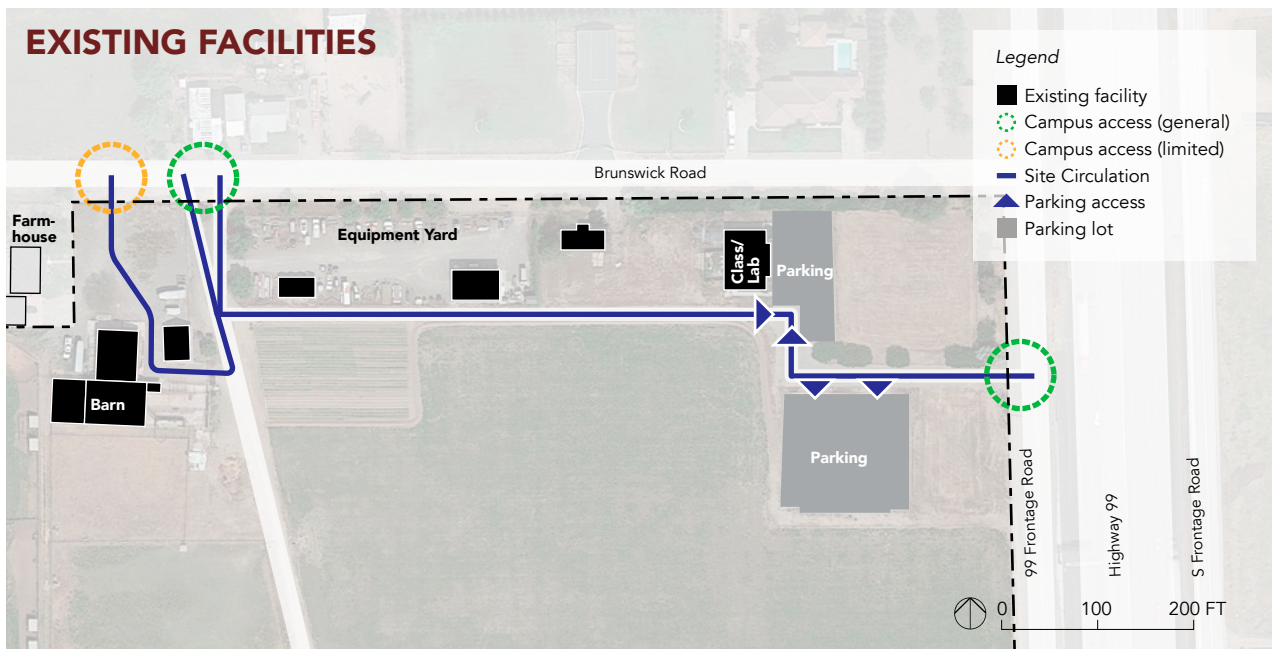 EXISTING FACILITIES
Legend
Existing facility
Campus access (general)
Campus access (limited)
Site Circulation
Parking access
Parking lot
Brunswick Road
Farm-
house
Equipment Yard
Class/
Lab
Parking
Barn
Parking
99 Frontage Road
Highway 99
S Frontage Road
0 100 200 FT